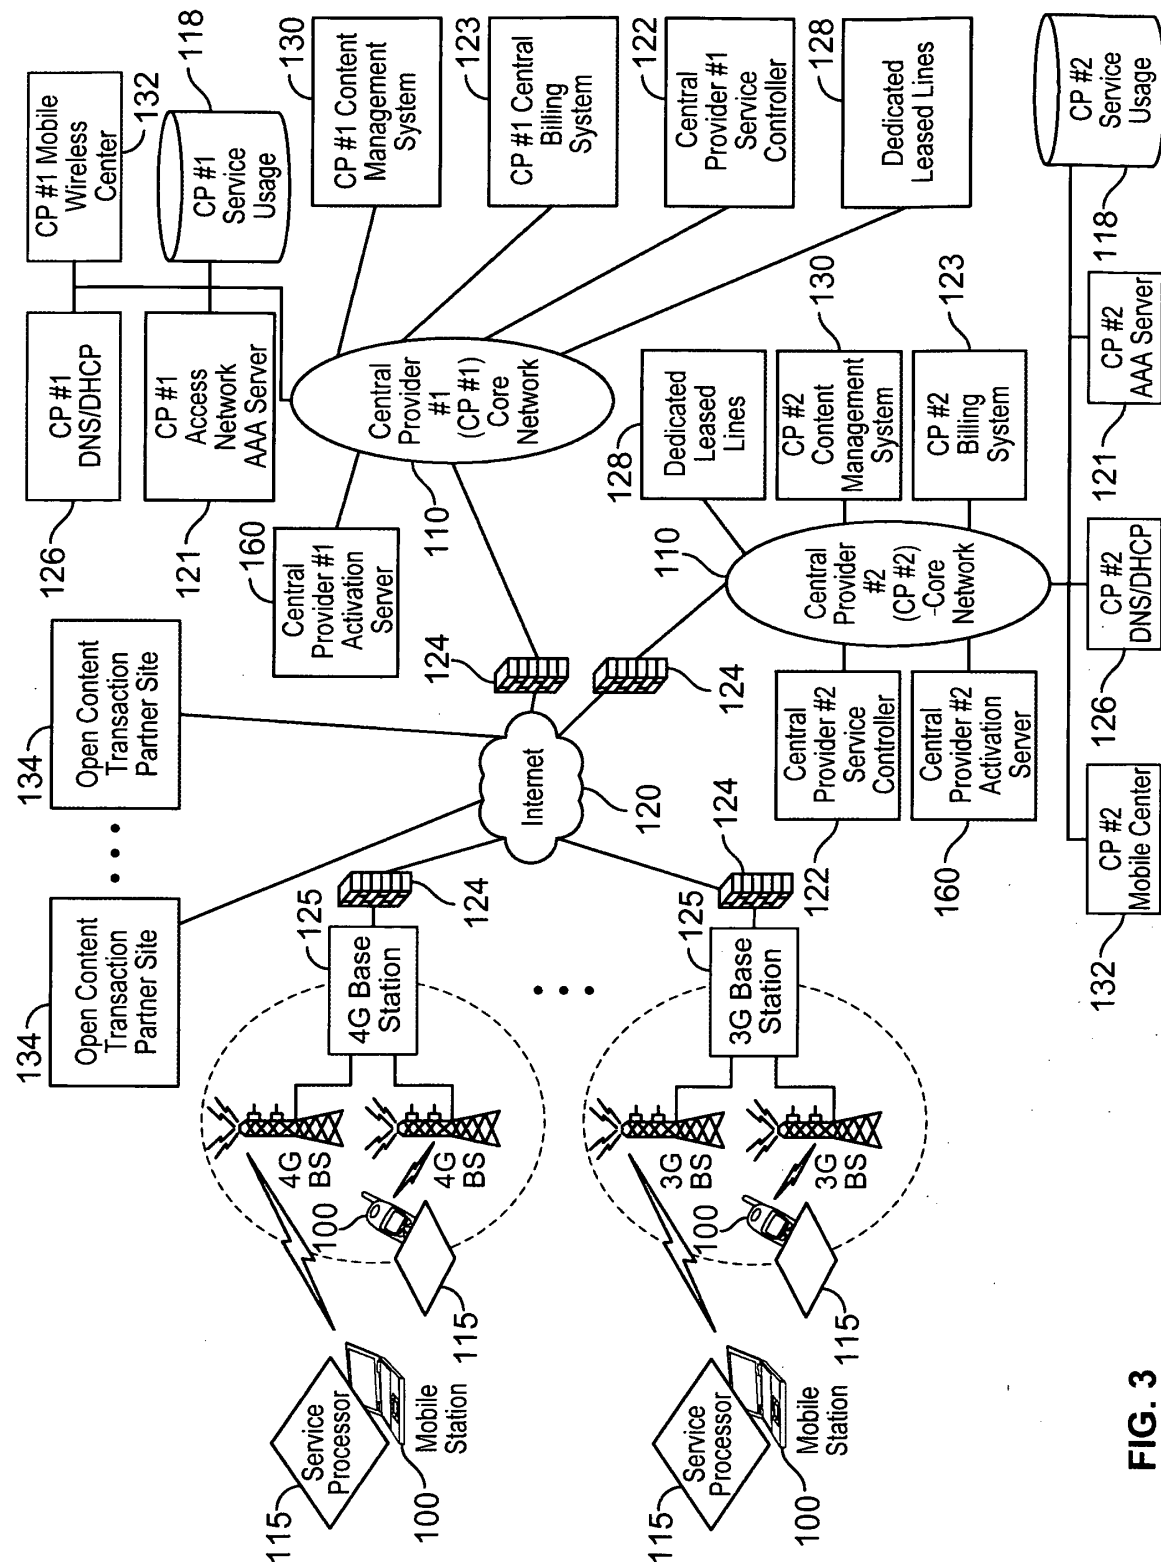 134
Open Content
Transaction
Partner Site
134
Open Content
Transaction
Partner Site
126
CP #1
DNS/DHCP
CP #1 Mobile
Wireless
Center
132
121
CP #1
Access
Network
AAA Server
CP #1
Service
Usage
118
160
Central
Provider #1
Activation
Server
110
Central
Provider
#1
(CP #1)
Core
Network
CP #1 Content
Management
System
130
CP #1 Central
Billing
System
123
Central
Provider #1
Service
Controller
122
Dedicated
Leased Lines
128
115
Service
Processor
100
Mobile
Station
100
115
4G
BS
4G
BS
4G Base
Station
125
124
Internet
120
124
124
115
Service
Processor
100
Mobile
Station
100
115
3G
BS
3G
BS
3G Base
Station
125
124
110
Central
Provider
#2
(CP #2)
-Core
Network
128
Dedicated
Leased
Lines
CP #2
Content
Management
System
130
CP #2
Billing
System
123
Central
Provider #2
Service
Controller
122
Central
Provider #2
Activation
Server
160
CP #2
Mobile Center
132
CP #2
DNS/DHCP
126
CP #2
AAA Server
121
CP #2
Service
Usage
118
FIG. 3